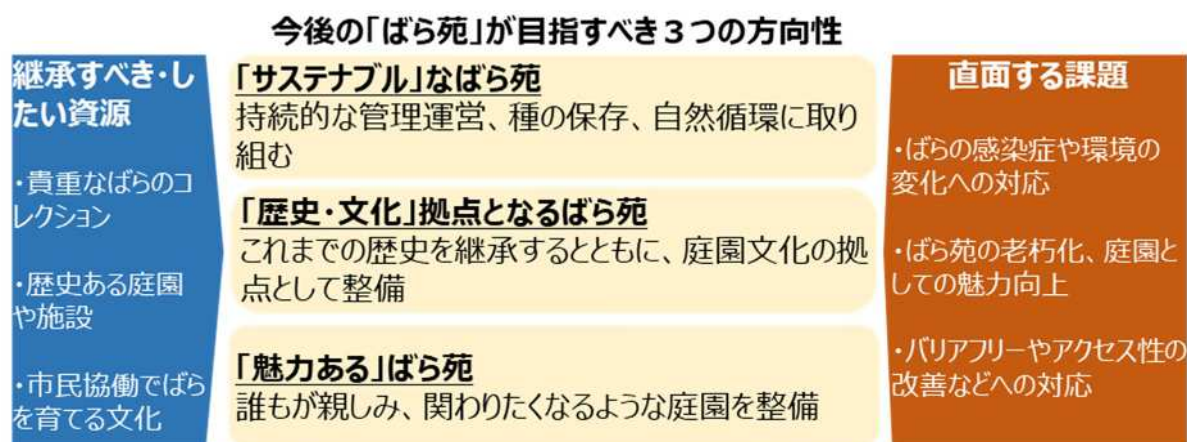 今後の「ばら苑」が目指すべき３つの方向性
継承すべき・し
たい資源
・貴重なばらのコ
レクション
・歴史ある庭園
や施設
・市民協働でばら
を育てる文化
「サステナブル」なばら苑
持続的な管理運営、種の保存、自然循環に取り
組む
「歴史・文化」拠点となるばら苑
これまでの歴史を継承するとともに、庭園文化の拠
点として整備
「魅力ある」ばら苑
誰もが親しみ、関わりたくなるような庭園を整備
直面する課題
・ばらの感染症や環境の
変化への対応
・ばら苑の老朽化、庭園と
しての魅力向上
・バリアフリーやアクセス性の
改善などへの対応